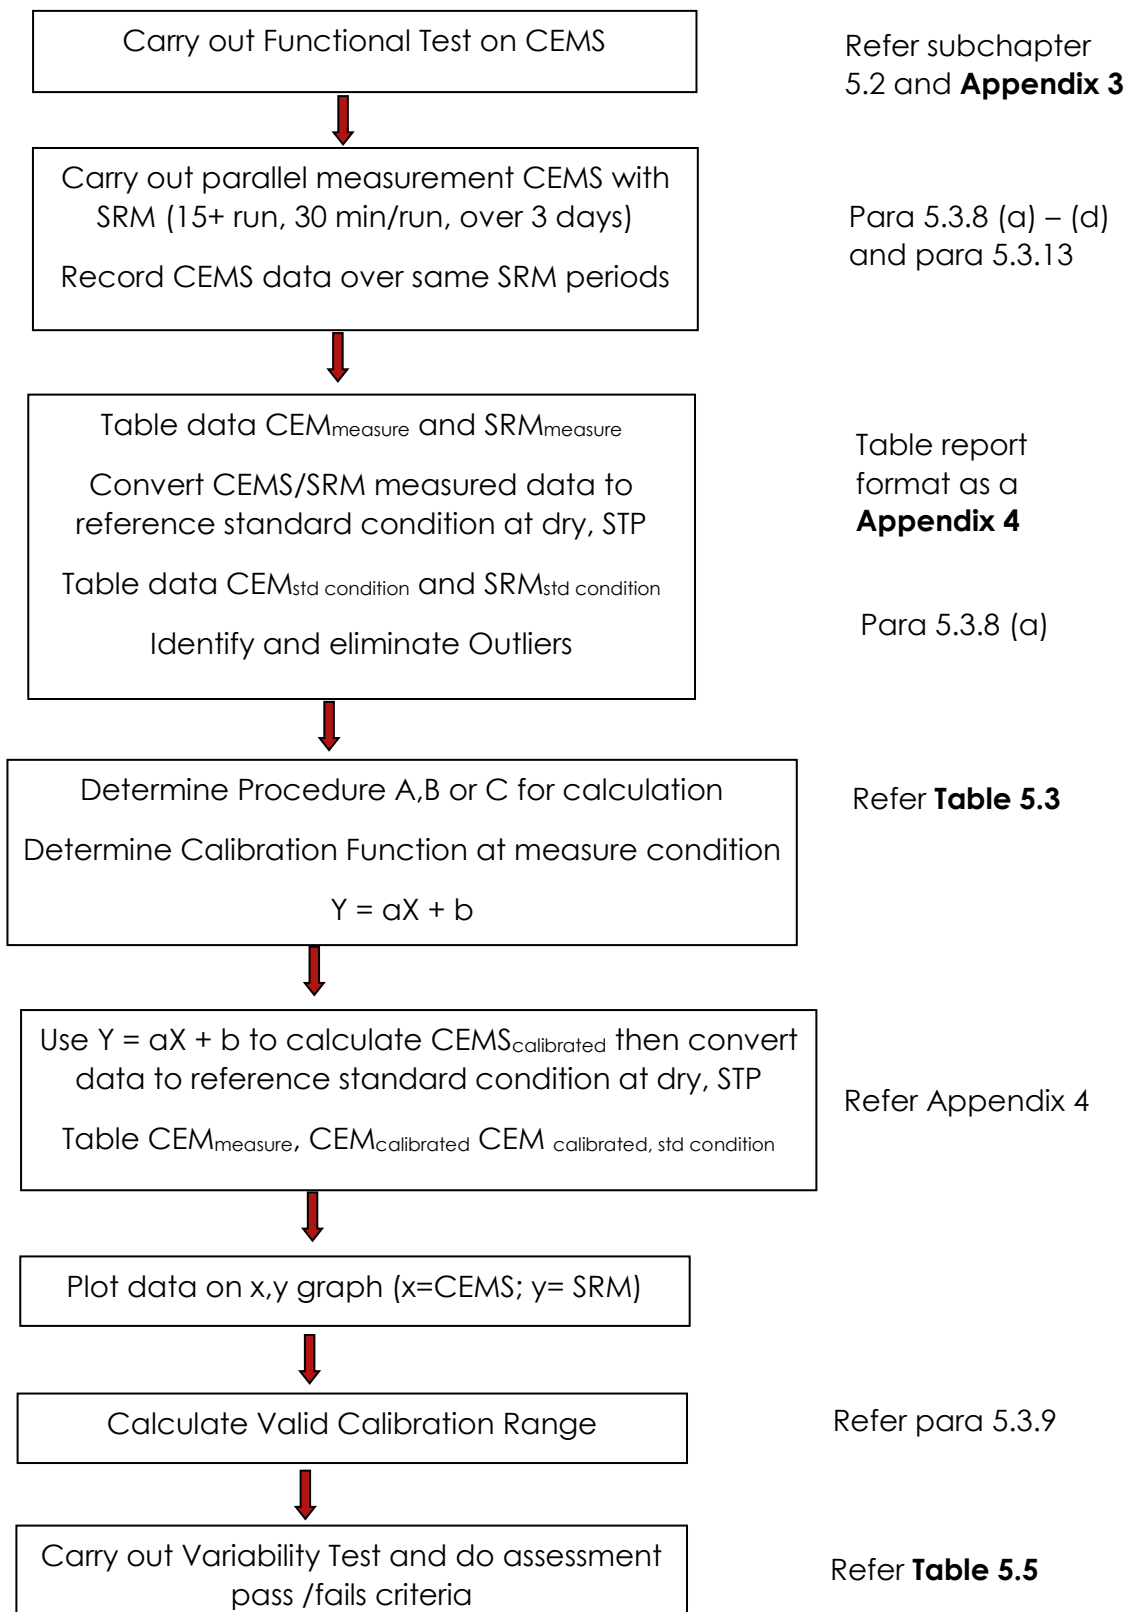 Carry out Functional Test on CEMS
Refer subchapter
5.2 and Appendix 3
Carry out parallel measurement CEMS with
SRM (15+ run, 30 min/run, over 3 days)
Record CEMS data over same SRM periods
Para 5.3.8 (a) – (d)
and para 5.3.13
Table data CEMmeasure and SRMmeasure
Convert CEMS/SRM measured data to
reference standard condition at dry, STP
Table data CEMstd condition and SRMstd condition
Identify and eliminate Outliers
Table report
format as a
Appendix 4
Para 5.3.8 (a)
Determine Procedure A,B or C for calculation
Determine Calibration Function at measure condition
Y = aX + b
Refer Table 5.3
Use Y = aX + b to calculate CEMScalibrated then convert
data to reference standard condition at dry, STP
Table CEMmeasure, CEMcalibrated CEM calibrated, std condition
Refer Appendix 4
Plot data on x,y graph (x=CEMS; y= SRM)
Calculate Valid Calibration Range
Refer para 5.3.9
Carry out Variability Test and do assessment
pass /fails criteria
Refer Table 5.5